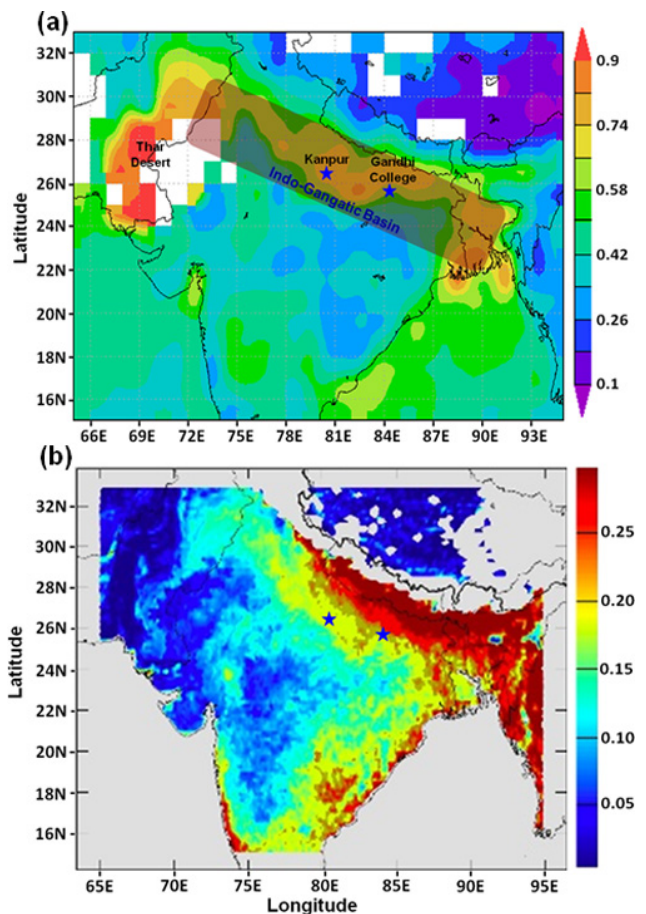 (a)
32N
30N
28N
26N
24N
22N
20N
18N
16N
Latitude
Thar
Desert
Kanpur
Gandhi
College
Indo-Gangatic Basin
66E 69E 72E 75E 78E 81E 84E 87E 90E 93E
0.9
0.74
0.58
0.42
0.26
0.1
(b)
32N
30N
28N
26N
24N
22N
20N
18N
16N
Latitude
65E 70E 75E 80E 85E 90E 95E
Longitude
0.25
0.20
0.15
0.10
0.05